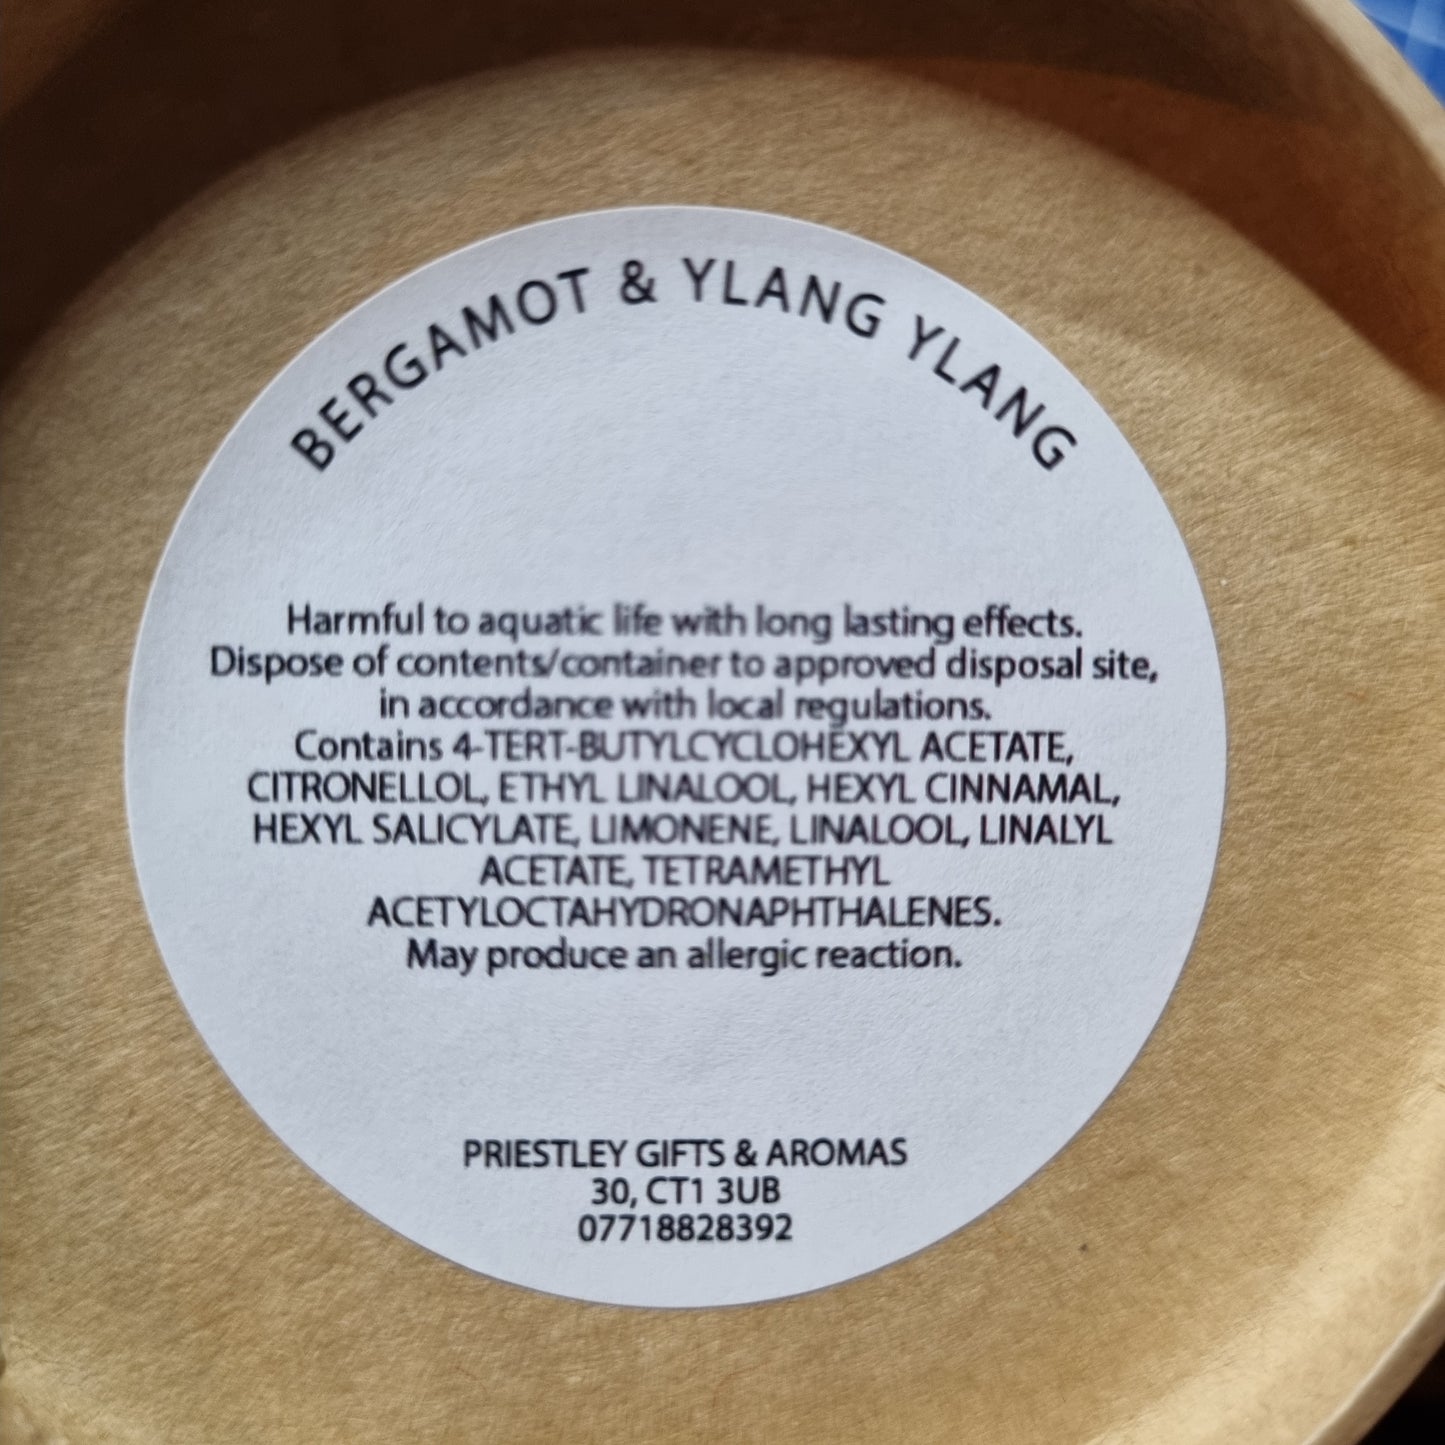 BERGAMOT & YLANG YLANG
Harmful to aquatic life with long lasting effects.
Dispose of contents/container to approved disposal site,
in accordance with local regulations.
Contains 4-TERT-BUTYLCYCLOHEXYL ACETATE,
CITRONELLOL, ETHYL LINALOOL, HEXYL CINNAMAL,
HEXYL SALICYLATE, LIMONENE, LINALOOL, LINALYL
ACETATE, TETRAMETHYL
ACETYLOCTAHYDRONAPHTHALENES.
May produce an allergic reaction.
PRIESTLEY GIFTS & AROMAS
30, CT1 3UB
07718828392